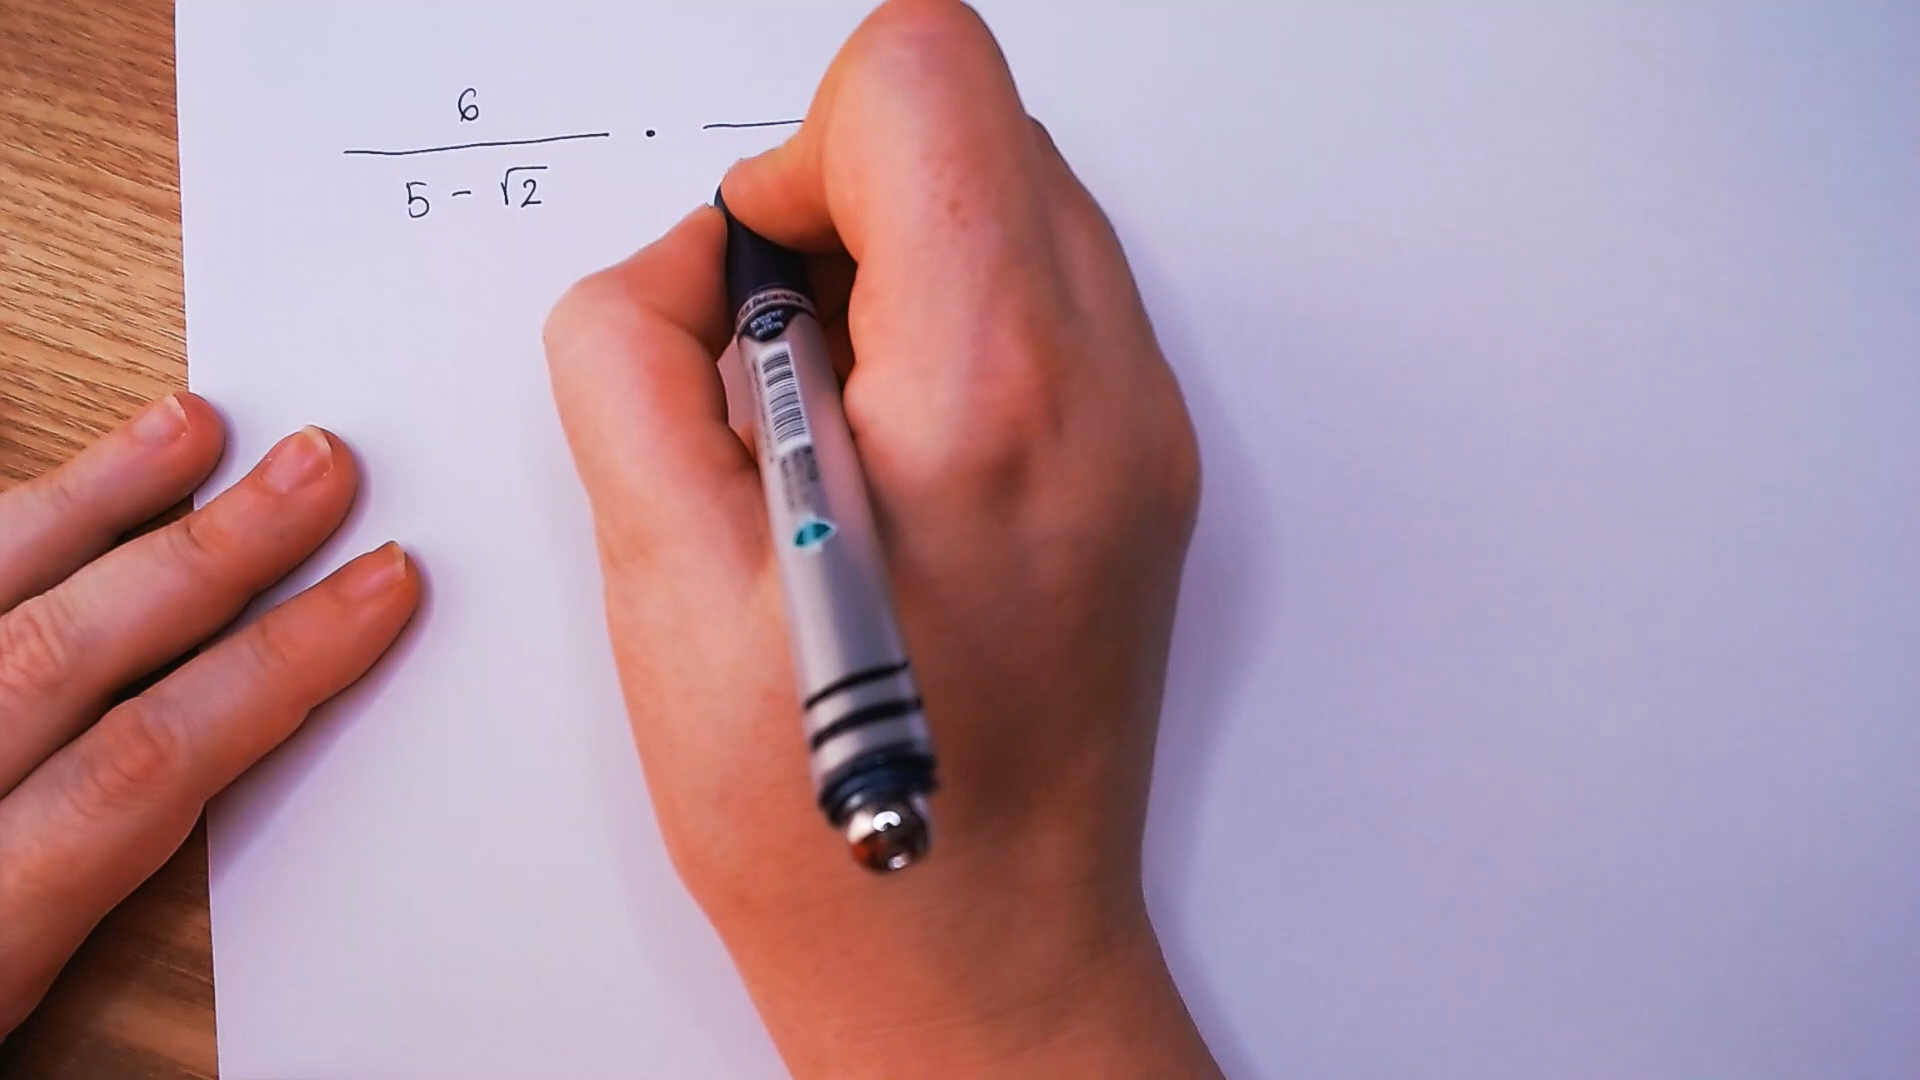 6
———— · ——
5 - √2